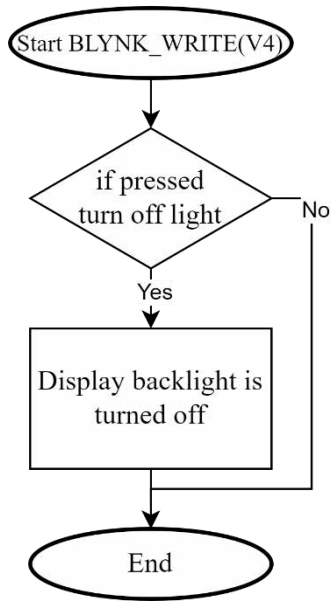 Start BLYNK_WRITE(V4)
if pressed
turn off light
No
Yes
Display backlight is
turned off
End